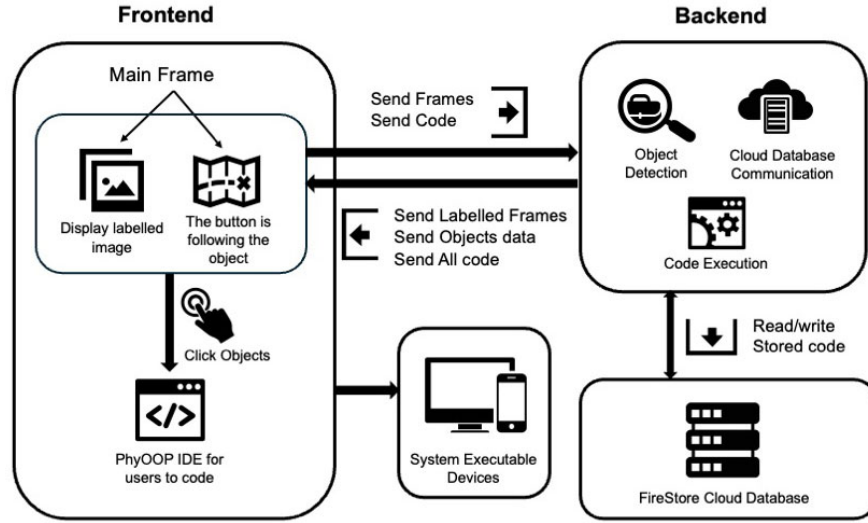 Frontend
Backend
Main Frame
Display labelled
image
The button is
following the
object
Click Objects
PhyOOP IDE for
users to code
Send Frames
Send Code
Send Labelled Frames
Send Objects data
Send All code
System Executable
Devices
Object
Detection
Cloud Database
Communication
Code Execution
Read/write
Stored code
FireStore Cloud Database